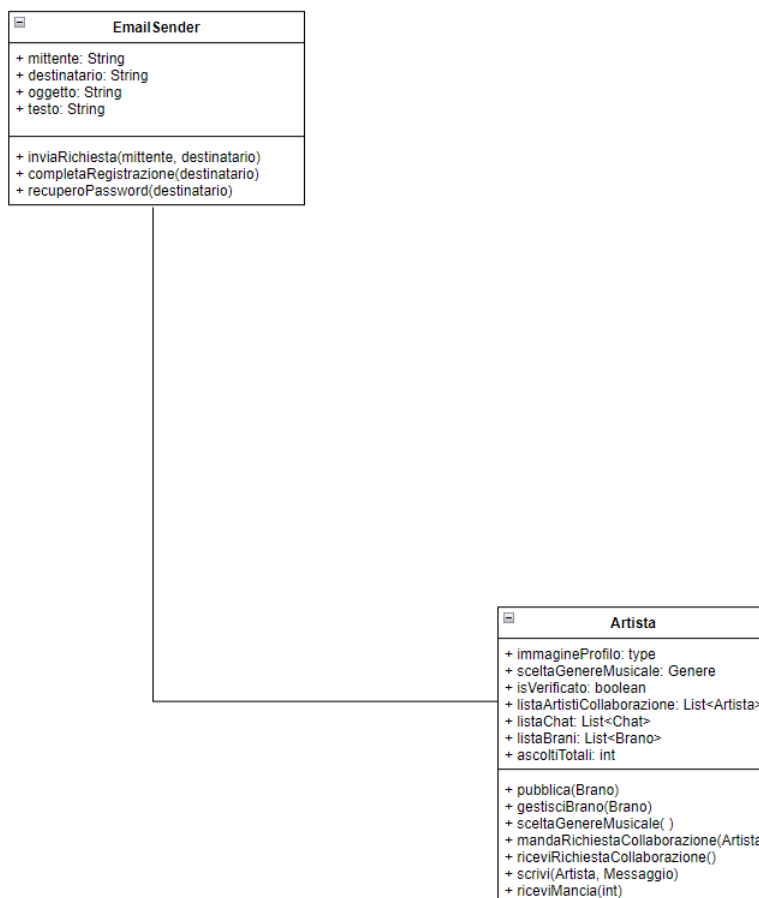 EmailSender
+ mittente: String
+ destinatario: String
+ oggetto: String
+ testo: String
+ inviaRichiesta(mittente, destinatario)
+ completaRegistrazione(destinatario)
+ recuperoPassword(destinatario)
Artista
+ immagineProfilo: type
+ sceltaGenereMusicale: Genere
+ isVerificato: boolean
+ listaArtistiCollaborazione: List<Artista>
+ listaChat: List<Chat>
+ listaBrani: List<Brano>
+ ascoltiTotali: int
+ pubblica(Brano)
+ gestisciBrano(Brano)
+ sceltaGenereMusicale( )
+ mandaRichiestaCollaborazione(Artista
+ riceviRichiestaCollaborazione()
+ scrivi(Artista, Messaggio)
+ riceviMancia(int)